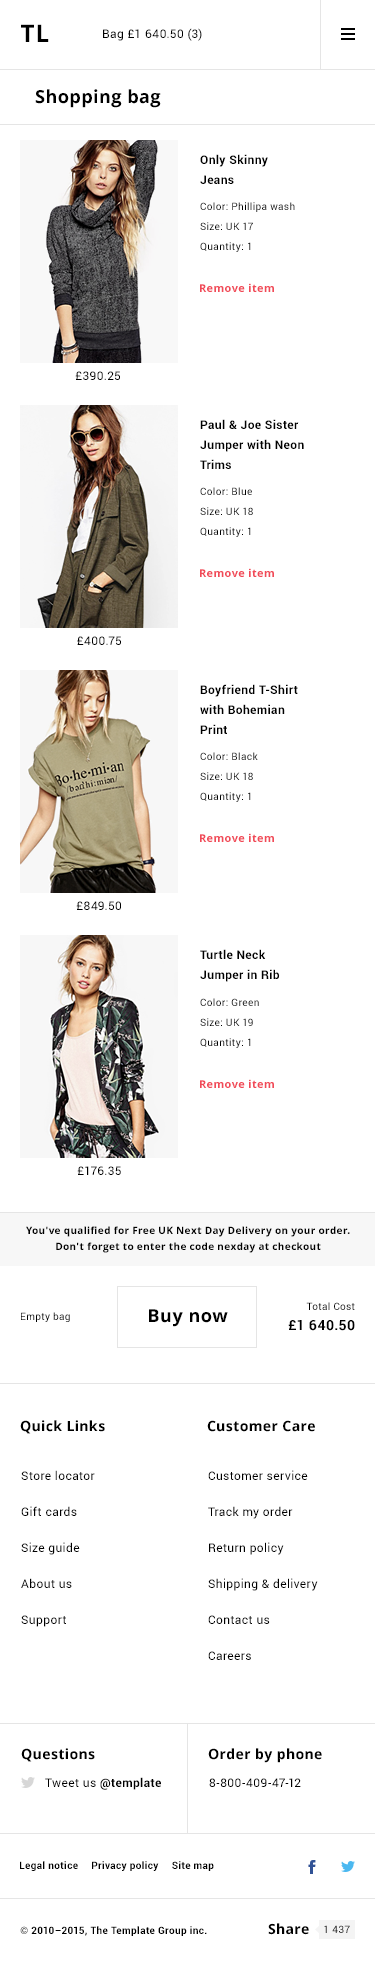 TL
Bag £1 640.50 (3)
Shopping bag
Only Skinny
Jeans
Color: Phillipa wash
Size: UK 17
Quantity: 1
Remove item
£390.25
Paul & Joe Sister
Jumper with Neon
Trims
Color: Blue
Size: UK 18
Quantity: 1
Remove item
£400.75
Boyfriend T-Shirt
with Bohemian
Print
Color: Black
Size: UK 18
Quantity: 1
Remove item
Bo·he·mi·an
£849.50
Turtle Neck
Jumper in Rib
Color: Green
Size: UK 19
Quantity: 1
Remove item
£176.35
You've qualified for Free UK Next Day Delivery on your order.
Don't forget to enter the code nexday at checkout
Empty bag
Buy now
Total Cost
£1 640.50
Quick Links
Store locator
Gift cards
Size guide
About us
Support
Customer Care
Customer service
Track my order
Return policy
Shipping & delivery
Contact us
Careers
Questions
Tweet us @template
Order by phone
8-800-409-47-12
Legal notice Privacy policy Site map
© 2010–2015, The Template Group inc.
Share 1 437